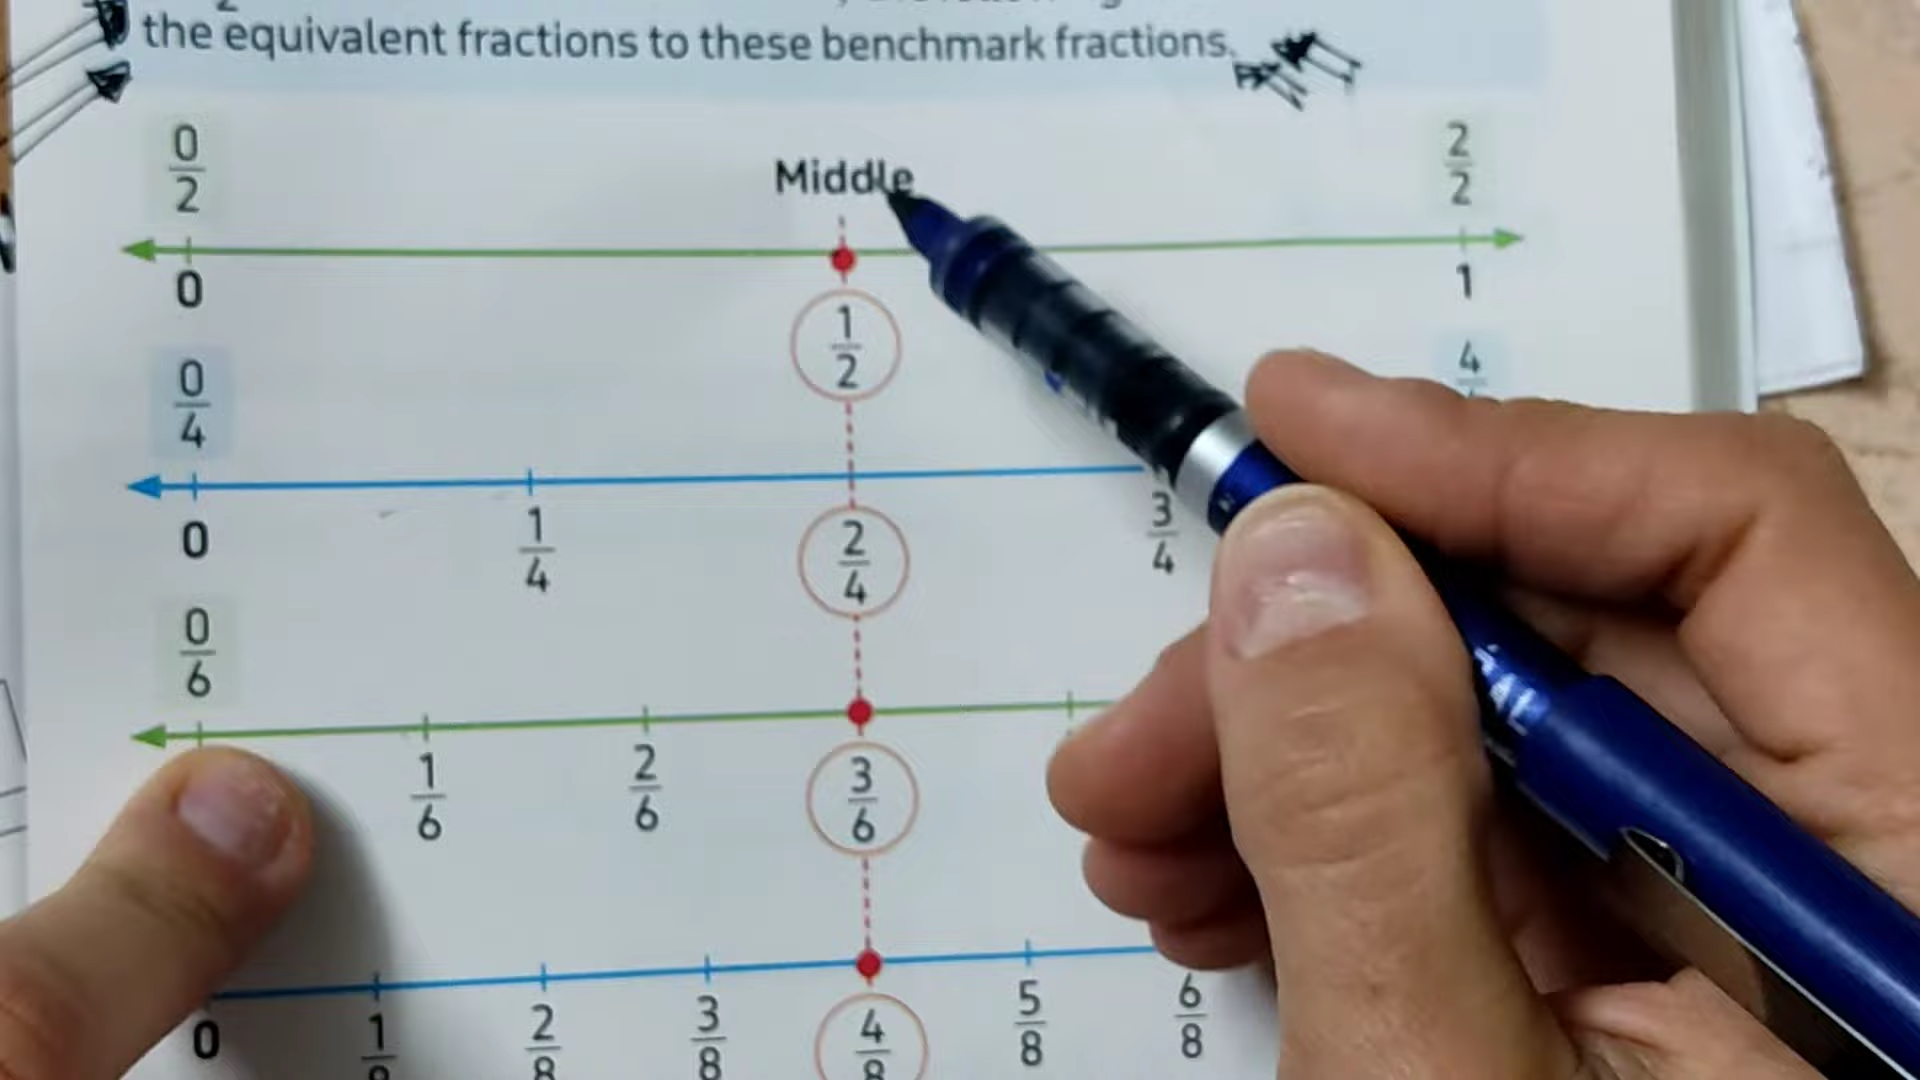 the equivalent fractions to these benchmark fractions.
0/2 Middle 2/2
0 1/2 1
0/4 4
0 1/4 2/4 3/4
0/6
1/6 2/6 3/6
0 1/8 2/8 3/8 4/8 5/8 6/8